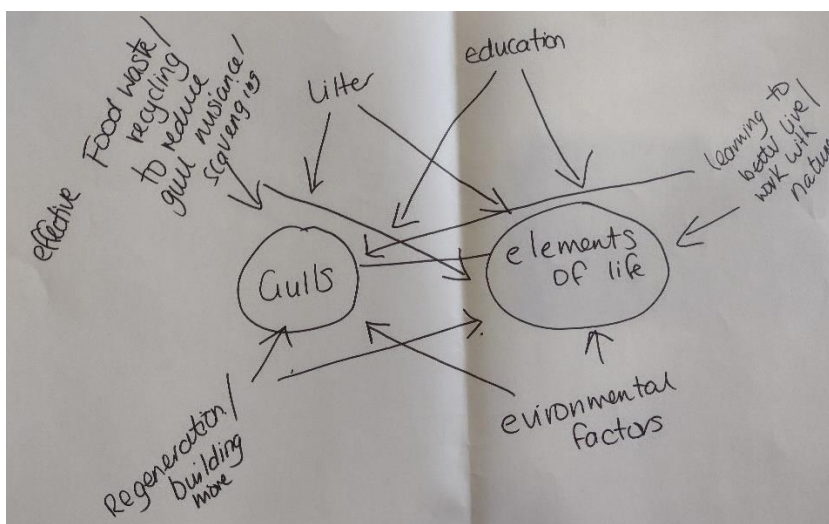 effective
Food waste/
recycling
to reduce
gull nusiance/
scavenging
litter
education
learning to
better live/
work with
nature
Gulls
elements
of life
Regeneration/
building
more
evironmental
factors